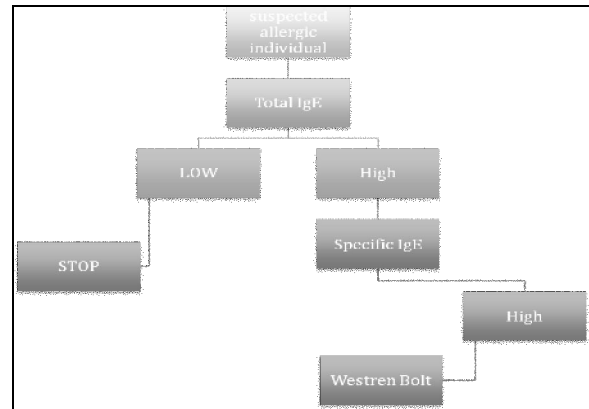 suspected
allergic
individual
Total IgE
LOW
High
Specific IgE
STOP
High
Westren Bolt